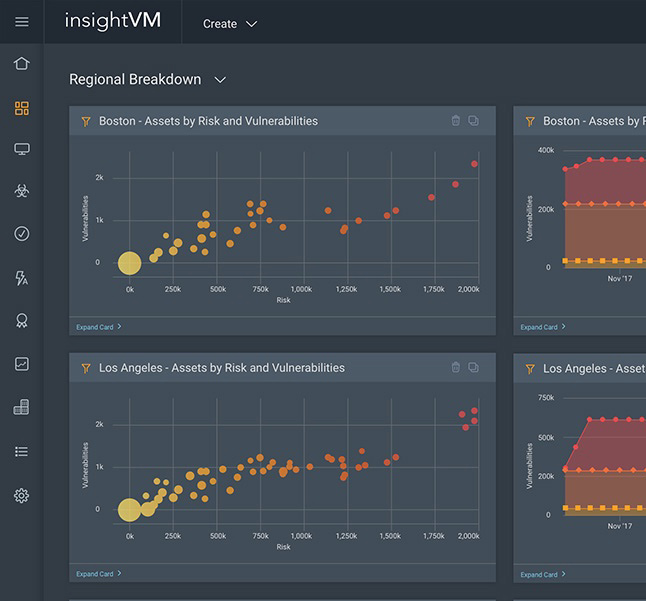 insightVM
Create
Regional Breakdown
Boston - Assets by Risk and Vulnerabilities
Vulnerabilities
2k
1k
0
0k 250k 500k 750k 1,000k 1,250k 1,500k 1,750k 2,000k
Risk
Expand Card
Boston - Assets by R
Vulnerabilities
400k
200k
0
Nov '17
Expand Card
Los Angeles - Assets by Risk and Vulnerabilities
Vulnerabilities
2k
1k
0
0k 250k 500k 750k 1,000k 1,250k 1,500k 1,750k 2,000k
Risk
Expand Card
Los Angeles - Asset
Vulnerabilities
750k
500k
200k
0
Nov '17
Expand Card